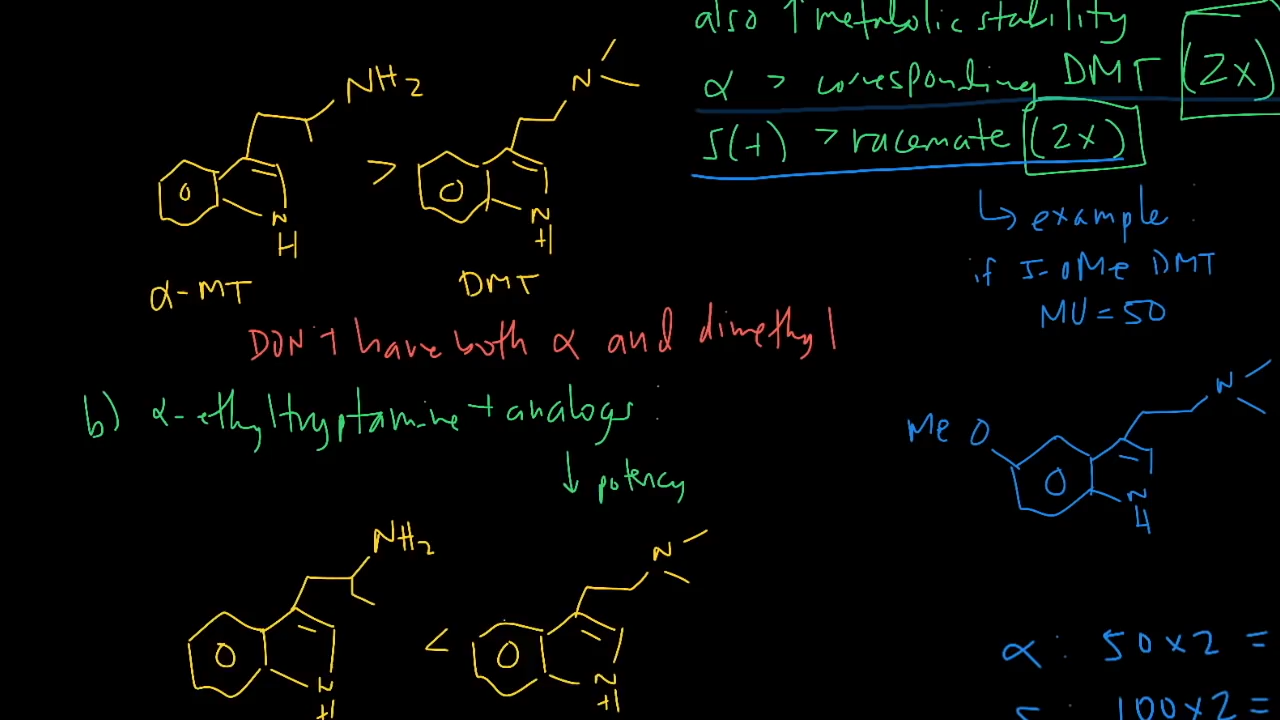 also ↑ metabolic stability
α > corresponding DMT (2x)
S(+) > racemate (2x)
↳ example :
if 5-OMe DMT
MU = 50
NH2
N
>
N
H
N
H
α-MT
DMT
DON'T have both α and dimethyl
b) α-ethyltryptamine + analogs :
↓ potency
MeO
N
N
H
NH2
N
<
N
H
N
H
α : 50 x 2 =
S 100 x 2 =